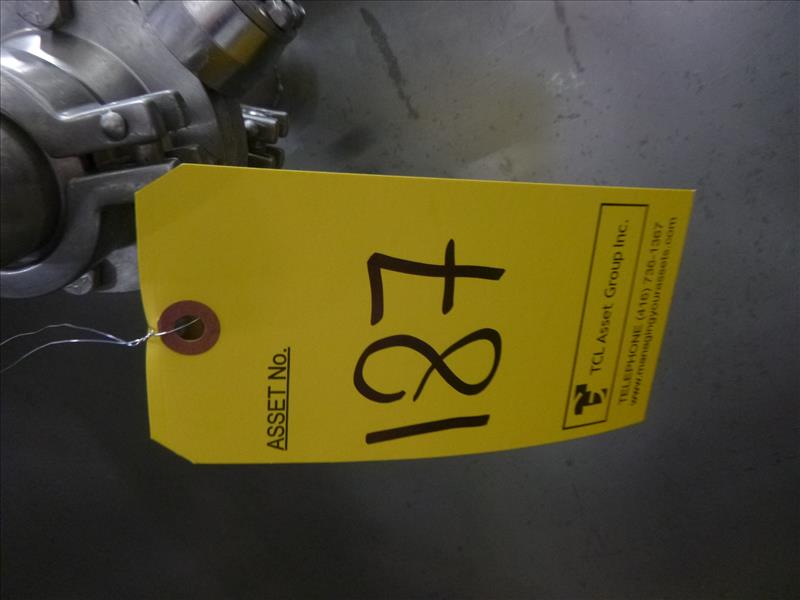 ASSET No.
187
TCL Asset Group Inc.
TELEPHONE (416) 736-1367
www.managingyourassets.com